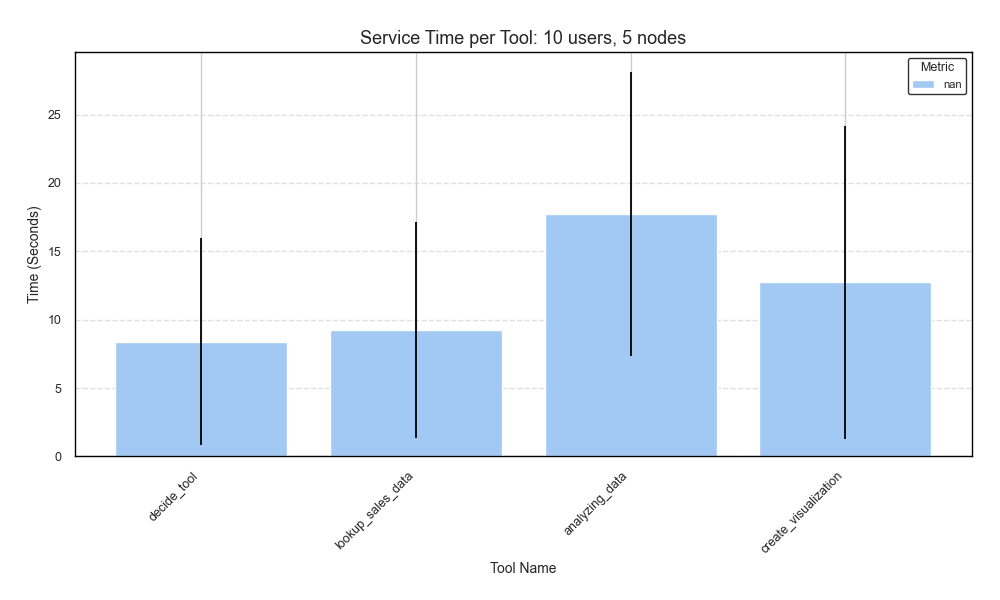 Service Time per Tool: 10 users, 5 nodes
Metric
nan
Time (Seconds)
25
20
15
10
5
0
decide_tool
lookup_sales_data
analyzing_data
create_visualization
Tool Name